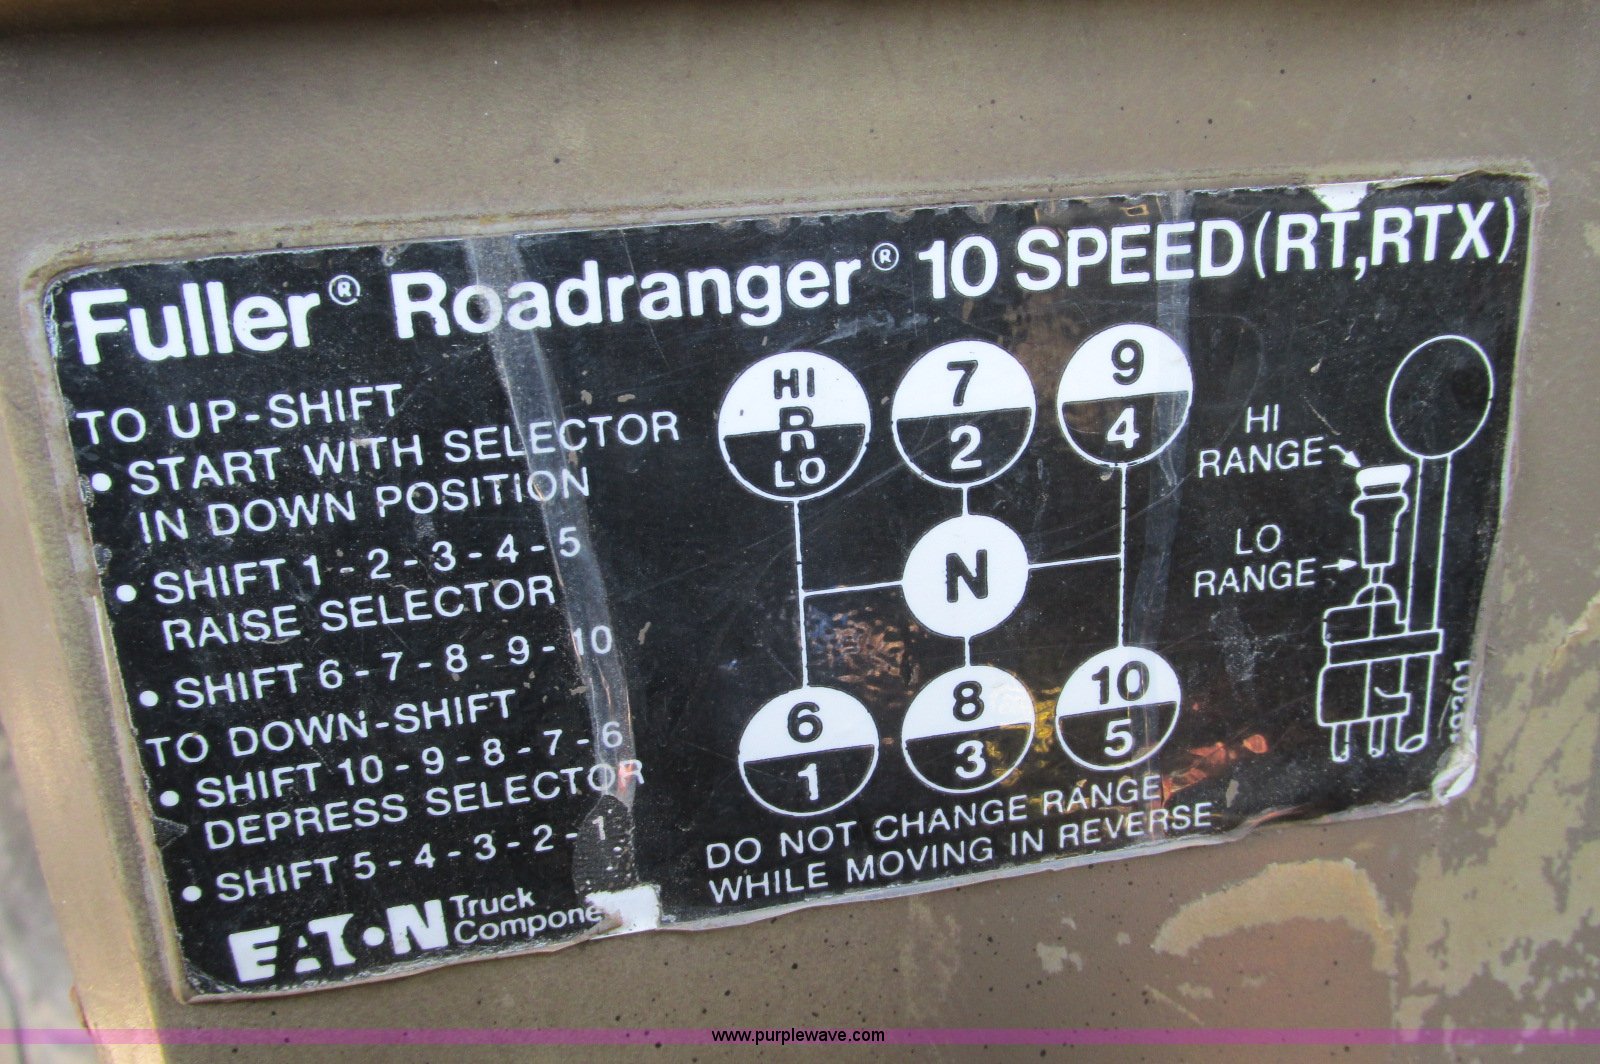 Fuller® Roadranger® 10 SPEED (RT,RTX)
TO UP-SHIFT
• START WITH SELECTOR
IN DOWN POSITION
• SHIFT 1 - 2 - 3 - 4 - 5
RAISE SELECTOR
• SHIFT 6 - 7 - 8 - 9 - 10
TO DOWN-SHIFT
• SHIFT 10 - 9 - 8 - 7 - 6
DEPRESS SELECTOR
• SHIFT 5 - 4 - 3 - 2 - 1
EATON Truck
Compone
HI
R
LO
7
2
9
4
N
6
1
8
3
10
5
DO NOT CHANGE RANGE
WHILE MOVING IN REVERSE
HI
RANGE
LO
RANGE
www.purplewave.com